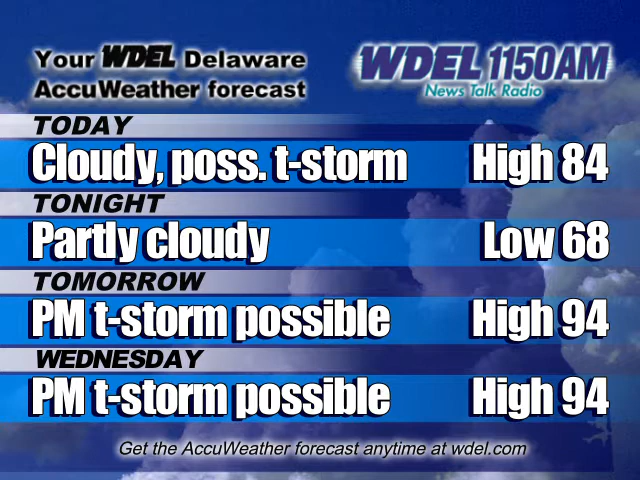 Your WDEL Delaware
AccuWeather forecast
WDEL 1150AM
News Talk Radio
TODAY
Cloudy, poss. t-storm High 84
TONIGHT
Partly cloudy Low 68
TOMORROW
PM t-storm possible High 94
WEDNESDAY
PM t-storm possible High 94
Get the AccuWeather forecast anytime at wdel.com